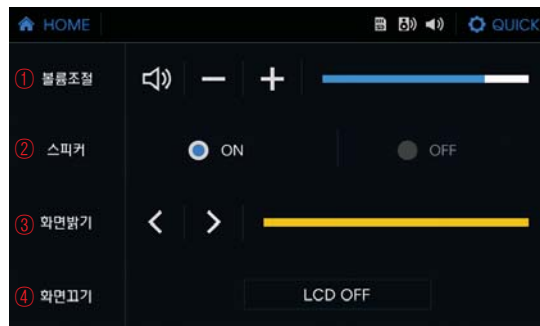 HOME
QUICK
① 볼륨조절
② 스피커 ON OFF
③ 화면밝기
④ 화면끄기 LCD OFF